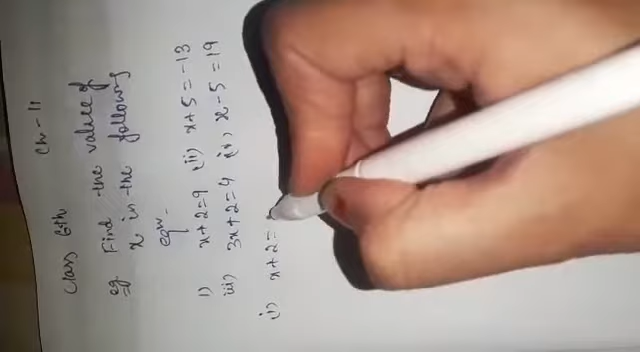 Class 6th Ch-11
eg. Find the value of
x in the following
eqn-
i) x+2=9 (ii) x+5=-13
iii) 3x+2=4 (iv) x-5=19
(i) x+2=